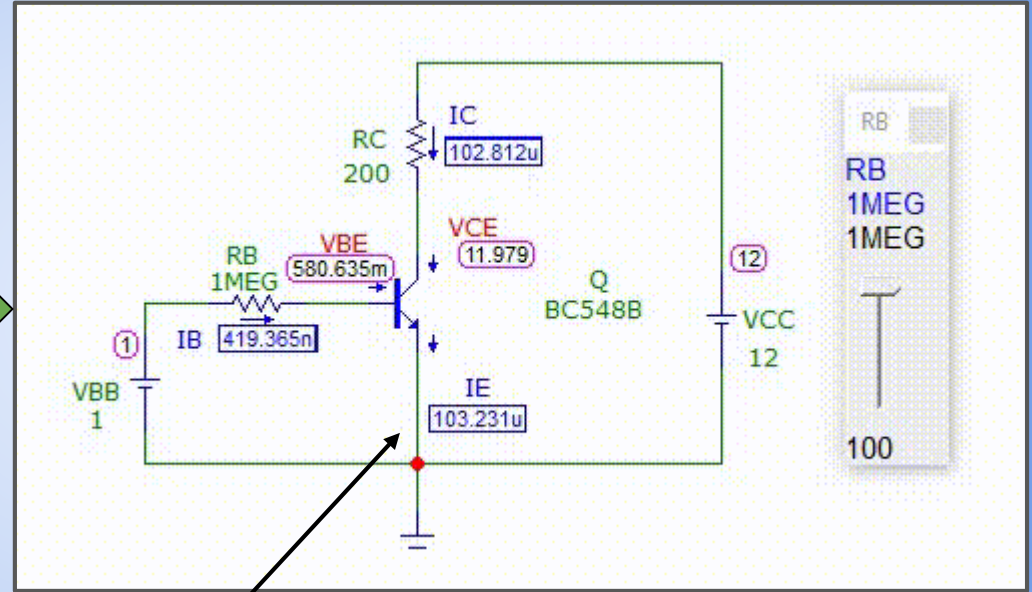 IC
RC
200
102.812u
RB
RB
1MEG
1MEG
VCE
11.979
RB
1MEG
VBE
580.635m
12
Q
BC548B
1
IB
419.365n
VCC
12
VBB
1
IE
103.231u
100